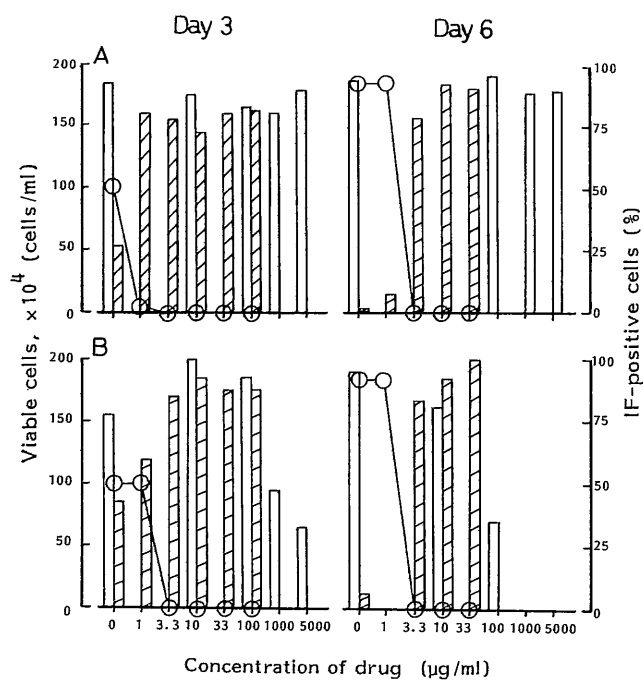 Day 3 Day 6
A
200
150
100
50
0
100
75
50
25
0
B
200
150
100
50
0
100
75
50
25
0
Viable cells, ×10⁴ (cells/ml)
IF-positive cells (%)
0 1 3.3 10 33 100 1000 5000
0 1 3.3 10 33 100 1000 5000
Concentration of drug (μg/ml)